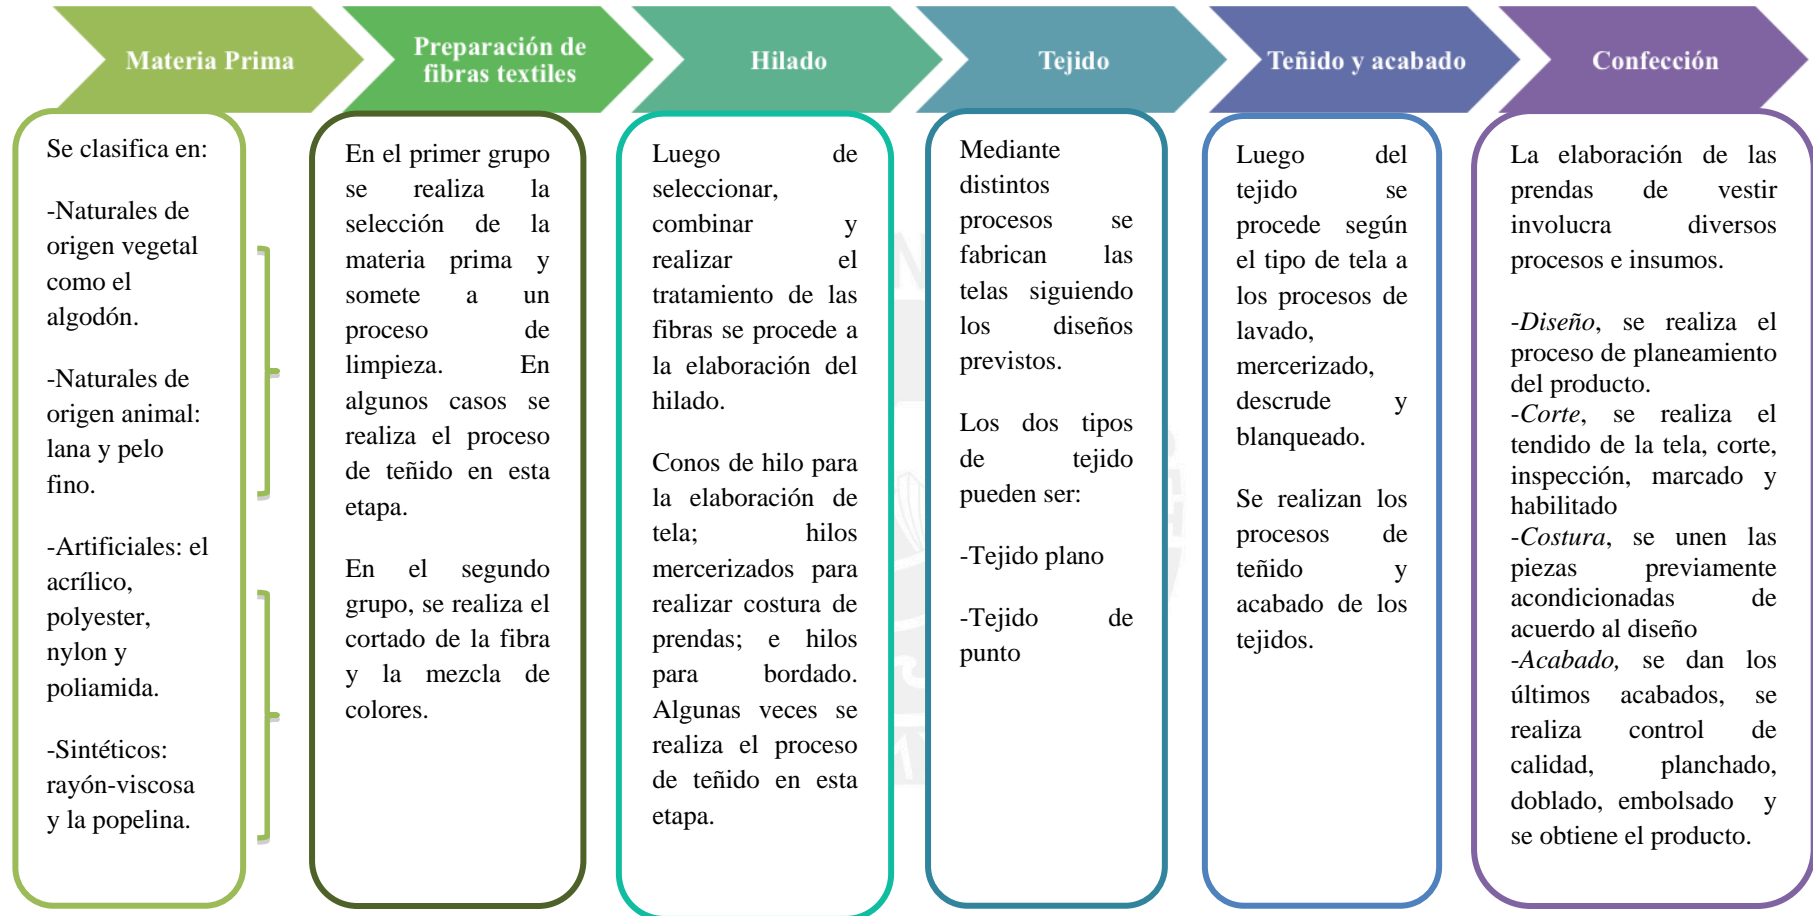 Materia Prima
Preparación de
fibras textiles
Hilado
Tejido
Teñido y acabado
Confección
Se clasifica en:
-Naturales de
origen vegetal
como el
algodón.
-Naturales de
origen animal:
lana y pelo
fino.
-Artificiales: el
acrílico,
polyester,
nylon y
poliamida.
-Sintéticos:
rayón-viscosa
y la popelina.
En el primer grupo
se realiza la
selección de la
materia prima y
somete a un
proceso de
limpieza. En
algunos casos se
realiza el proceso
de teñido en esta
etapa.
En el segundo
grupo, se realiza el
cortado de la fibra
y la mezcla de
colores.
Luego de
seleccionar,
combinar y
realizar el
tratamiento de las
fibras se procede a
la elaboración del
hilado.
Conos de hilo para
la elaboración de
tela; hilos
mercerizados para
realizar costura de
prendas; e hilos
para bordado.
Algunas veces se
realiza el proceso
de teñido en esta
etapa.
Mediante
distintos
procesos se
fabrican las
telas siguiendo
los diseños
previstos.
Los dos tipos
de tejido
pueden ser:
-Tejido plano
-Tejido de
punto
Luego del
tejido se
procede según
el tipo de tela a
los procesos de
lavado,
mercerizado,
descrude y
blanqueado.
Se realizan los
procesos de
teñido y
acabado de los
tejidos.
La elaboración de las
prendas de vestir
involucra diversos
procesos e insumos.
-Diseño, se realiza el
proceso de planeamiento
del producto.
-Corte, se realiza el
tendido de la tela, corte,
inspección, marcado y
habilitado
-Costura, se unen las
piezas previamente
acondicionadas de
acuerdo al diseño
-Acabado, se dan los
últimos acabados, se
realiza control de
calidad, planchado,
doblado, embolsado y
se obtiene el producto.